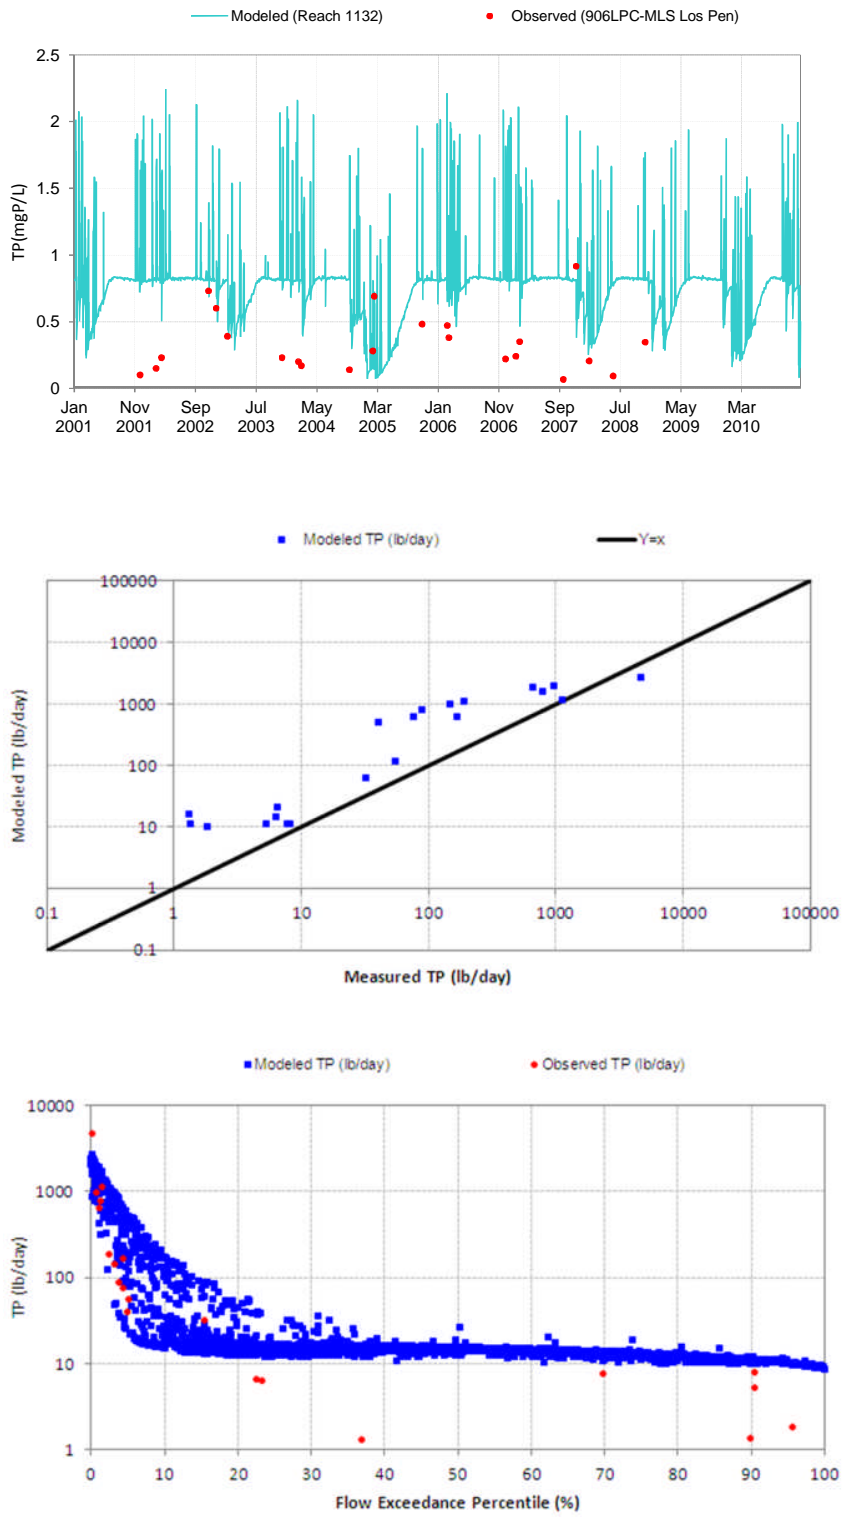 Modeled (Reach 1132) Observed (906LPC-MLS Los Pen)
2.5
2
1.5
1
0.5
0
TP(mgP/L)
Jan 2001 Nov 2001 Sep 2002 Jul 2003 May 2004 Mar 2005 Jan 2006 Nov 2006 Sep 2007 Jul 2008 May 2009 Mar 2010
Modeled TP (lb/day) Y=x
100000
10000
1000
100
10
1
0.1
Modeled TP (lb/day)
0.1 1 10 100 1000 10000 100000
Measured TP (lb/day)
Modeled TP (lb/day) Observed TP (lb/day)
10000
1000
100
10
1
TP (lb/day)
0 10 20 30 40 50 60 70 80 90 100
Flow Exceedance Percentile (%)